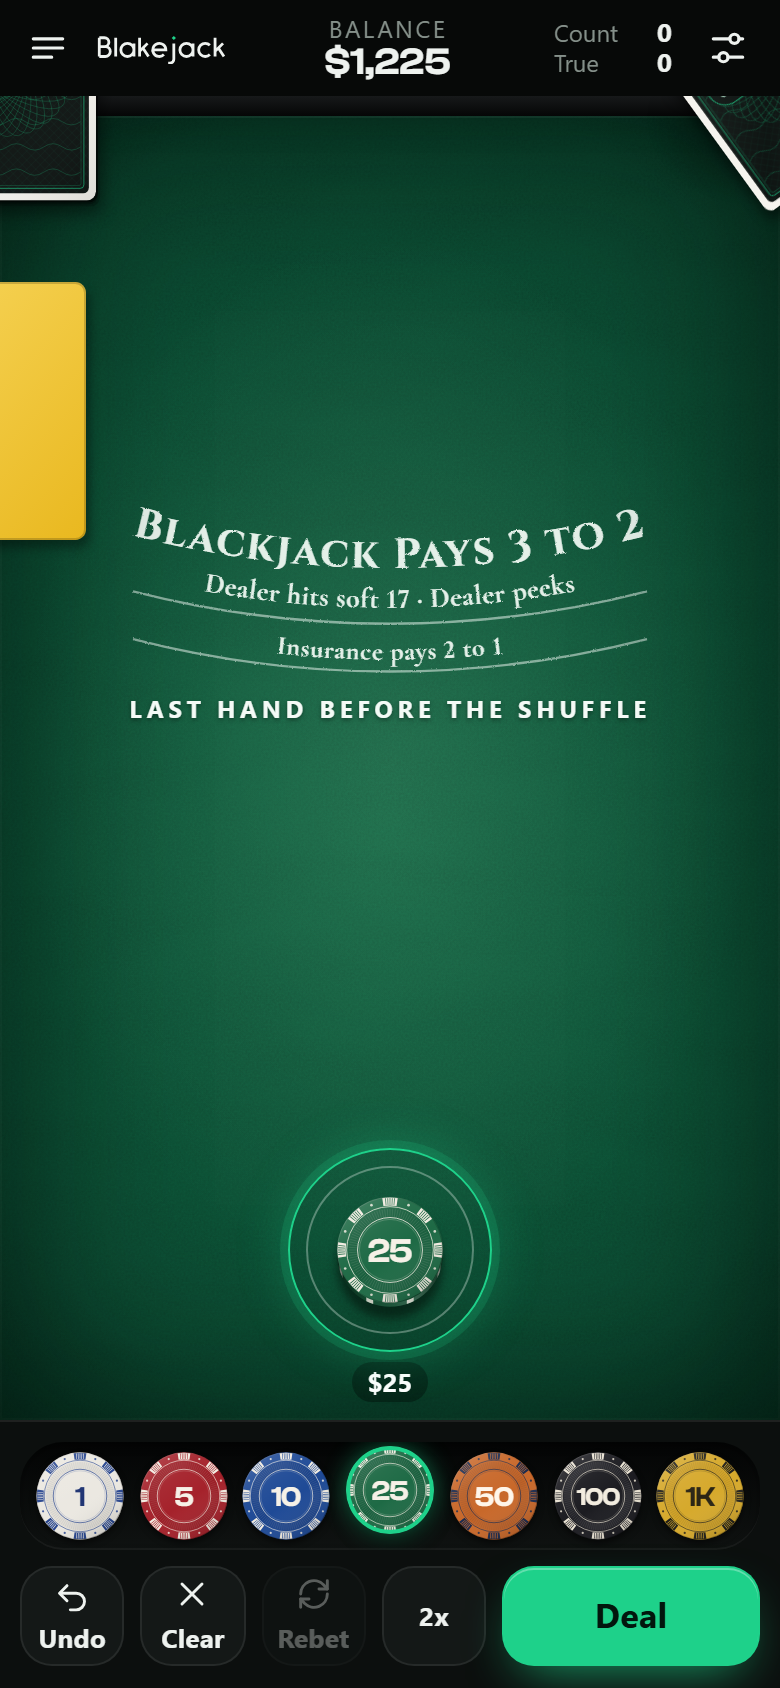 Blakejack
BALANCE
$1,225
Count 0
True 0
BLACKJACK PAYS 3 TO 2
Dealer hits soft 17 · Dealer peeks
Insurance pays 2 to 1
LAST HAND BEFORE THE SHUFFLE
25
$25
1 5 10 25 50 100 1K
Undo Clear Rebet 2x Deal